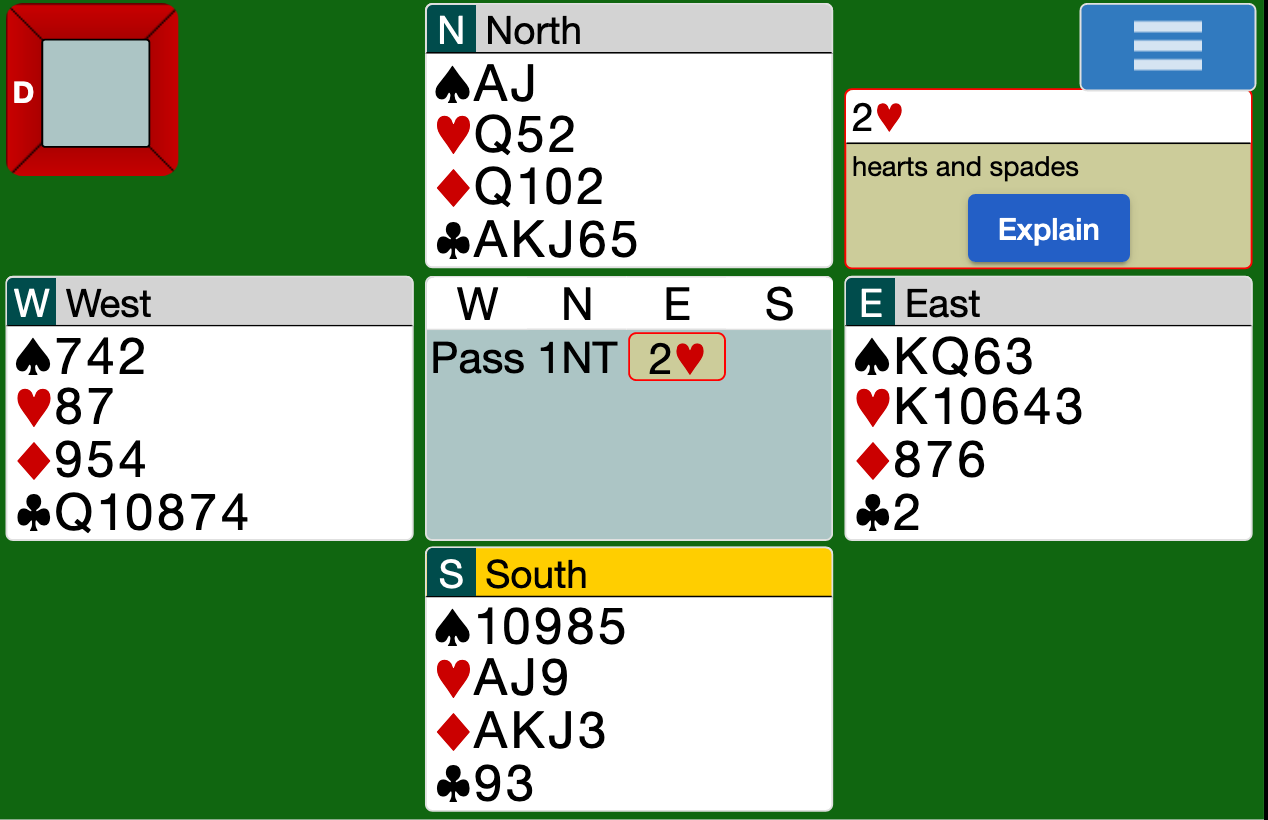 D
N North
♠AJ
♥Q52
♦Q102
♣AKJ65
2♥
hearts and spades
Explain
W West
♠742
♥87
♦954
♣Q10874
W N E S
Pass 1NT 2♥
E East
♠KQ63
♥K10643
♦876
♣2
S South
♠10985
♥AJ9
♦AKJ3
♣93